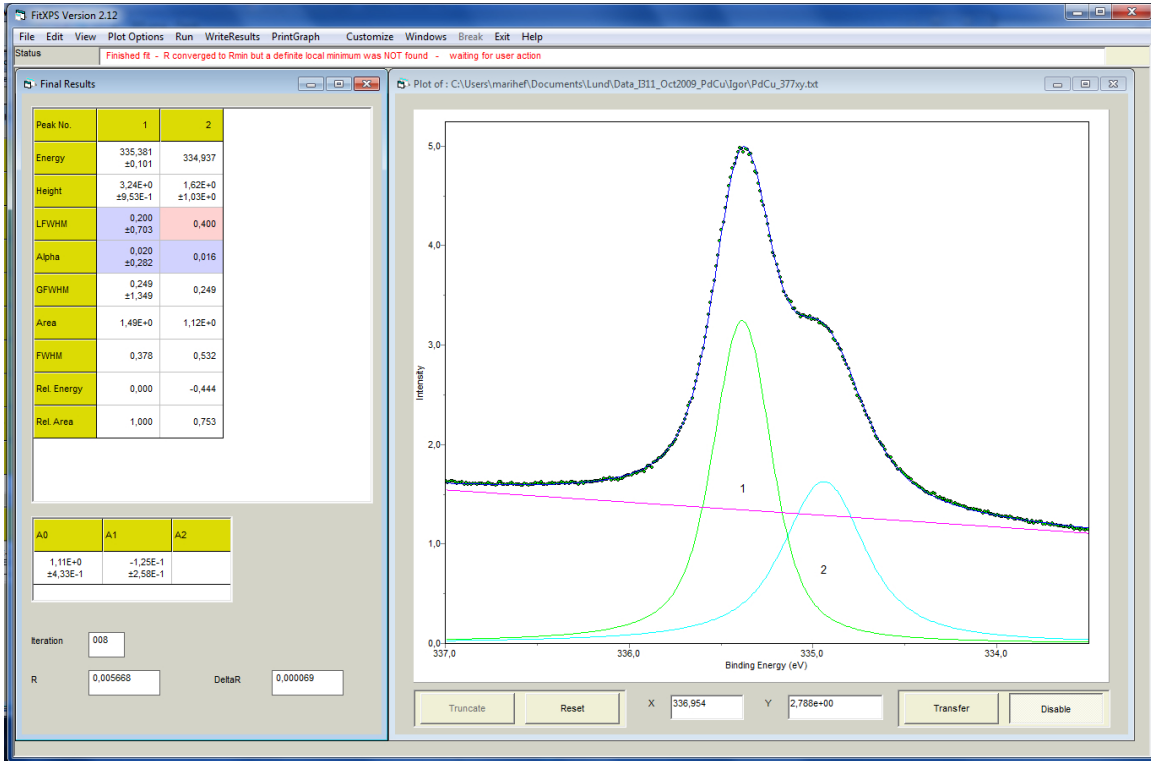 FitXPS Version 2.12
File Edit View Plot Options Run WriteResults PrintGraph Customize Windows Break Exit Help
Status Finished fit - R converged to Rmin but a definite local minimum was NOT found - waiting for user action
Final Results
Peak No. 1 2
Energy 335,381 ±0,101 334,937
Height 3,24E+0 ±9,53E-1 1,62E+0 ±1,03E+0
LFWHM 0,200 ±0,703 0,400
Alpha 0,020 ±0,282 0,016
GFWHM 0,249 ±1,349 0,249
Area 1,49E+0 1,12E+0
FWHM 0,378 0,532
Rel. Energy 0,000 -0,444
Rel. Area 1,000 0,753
A0 A1 A2
1,11E+0 ±4,33E-1 -1,25E-1 ±2,58E-1
Iteration 008
R 0,005668 DeltaR 0,000069
Plot of : C:\Users\marihef\Documents\Lund\Data_I311_Oct2009_PdCu\Igor\PdCu_377xy.txt
5,0
4,0
3,0
2,0
1,0
0,0
Intensity
1
2
337,0 336,0 335,0 334,0
Binding Energy (eV)
Truncate Reset X 336,954 Y 2,788e+00 Transfer Disable